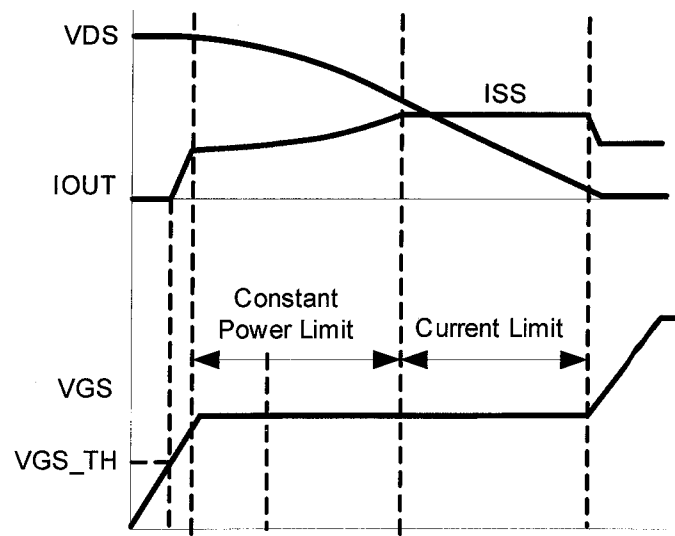 VDS
ISS
IOUT
Constant
Power Limit
Current Limit
VGS
VGS_TH